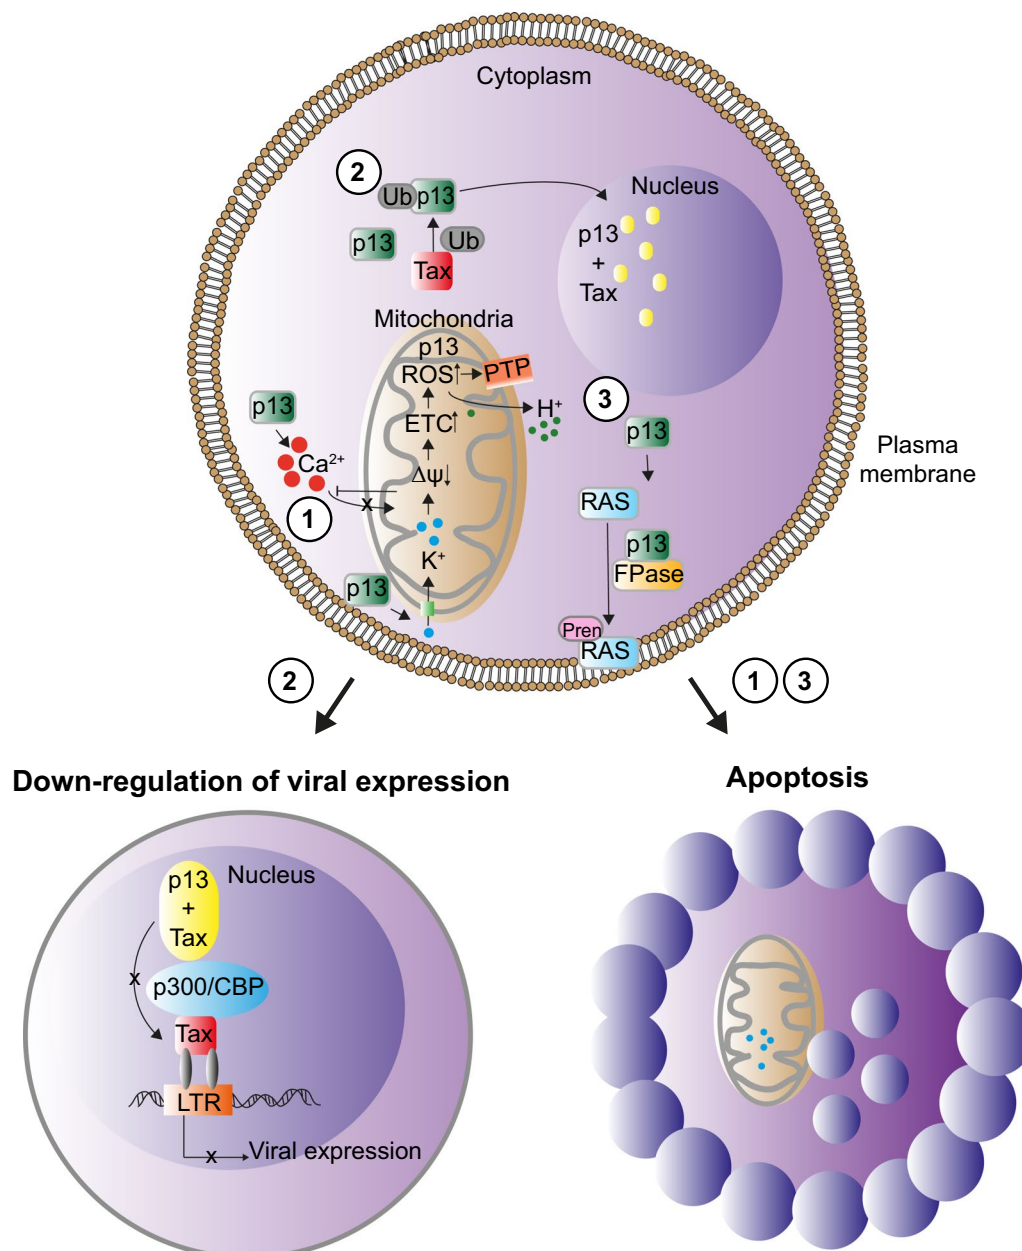 Cytoplasm
2
Ub
p13
Nucleus
p13
Ub
Tax
p13
+
Tax
Mitochondria
p13
ROS↑
PTP
ETC↑
H⁺
3
p13
p13
Ca²⁺
ΔΨ↓
x
1
Plasma
membrane
RAS
p13
FPase
K⁺
p13
Pren
RAS
2
1
3
Down-regulation of viral expression
Apoptosis
p13
+
Tax
Nucleus
x
p300/CBP
Tax
LTR
x
Viral expression